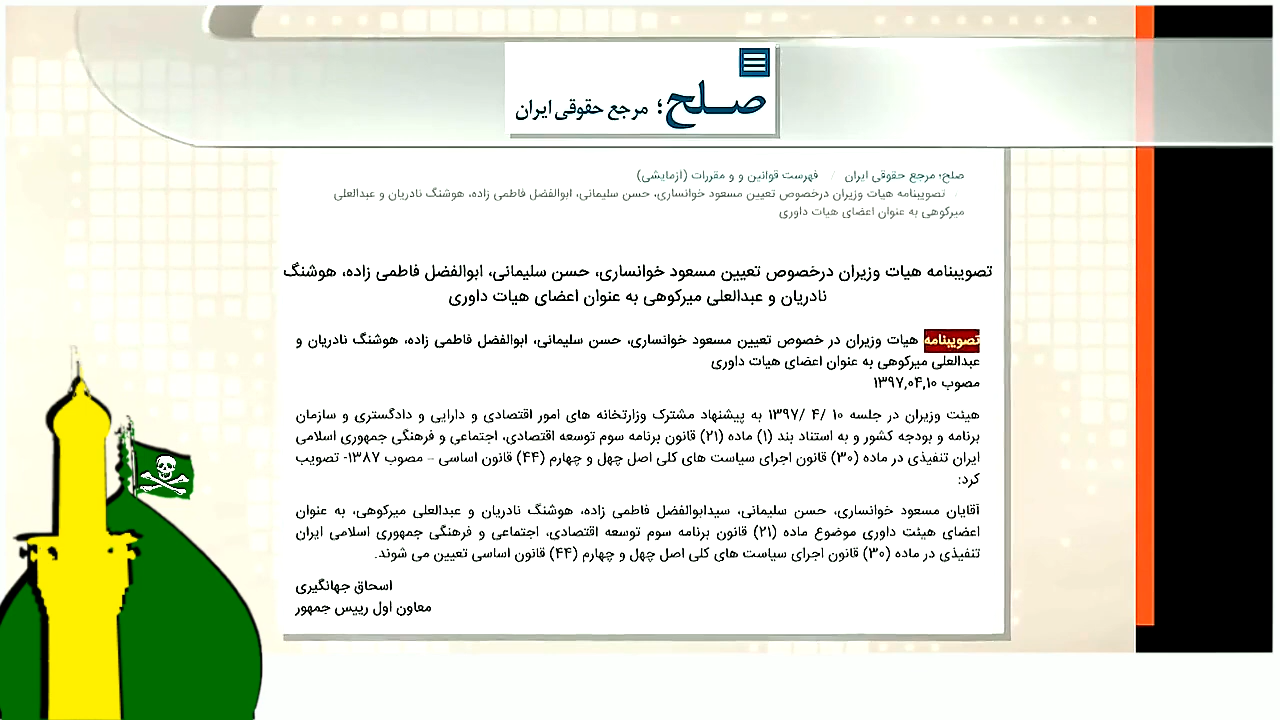 صلح؛ مرجع حقوقی ایران
صلح؛ مرجع حقوقی ایران / فهرست قوانین و و مقررات (آزمایشی)
تصویبنامه هیات وزیران درخصوص تعیین مسعود خوانساری، حسن سلیمانی، ابوالفضل فاطمی زاده، هوشنگ نادریان و عبدالعلی
میرکوهی به عنوان اعضای هیات داوری
تصویبنامه هیات وزیران درخصوص تعیین مسعود خوانساری، حسن سلیمانی، ابوالفضل فاطمی زاده، هوشنگ
نادریان و عبدالعلی میرکوهی به عنوان اعضای هیات داوری
تصویبنامه هیات وزیران در خصوص تعیین مسعود خوانساری، حسن سلیمانی، ابوالفضل فاطمی زاده، هوشنگ نادریان و
عبدالعلی میرکوهی به عنوان اعضای هیات داوری
مصوب ۱۳۹۷,۰۴,۱۰
هیئت وزیران در جلسه ۱۰ /۴ /۱۳۹۷ به پیشنهاد مشترک وزارتخانه های امور اقتصادی و دارایی و دادگستری و سازمان
برنامه و بودجه کشور و به استناد بند (۱) ماده (۲۱) قانون برنامه سوم توسعه اقتصادی، اجتماعی و فرهنگی جمهوری اسلامی
ایران تنفیذی در ماده (۳۰) قانون اجرای سیاست های کلی اصل چهل و چهارم (۴۴) قانون اساسی – مصوب ۱۳۸۷- تصویب
کرد:
آقایان مسعود خوانساری، حسن سلیمانی، سیدابوالفضل فاطمی زاده، هوشنگ نادریان و عبدالعلی میرکوهی، به عنوان
اعضای هیئت داوری موضوع ماده (۲۱) قانون برنامه سوم توسعه اقتصادی، اجتماعی و فرهنگی جمهوری اسلامی ایران
تنفیذی در ماده (۳۰) قانون اجرای سیاست های کلی اصل چهل و چهارم (۴۴) قانون اساسی تعیین می شوند.
اسحاق جهانگیری
معاون اول رییس جمهور